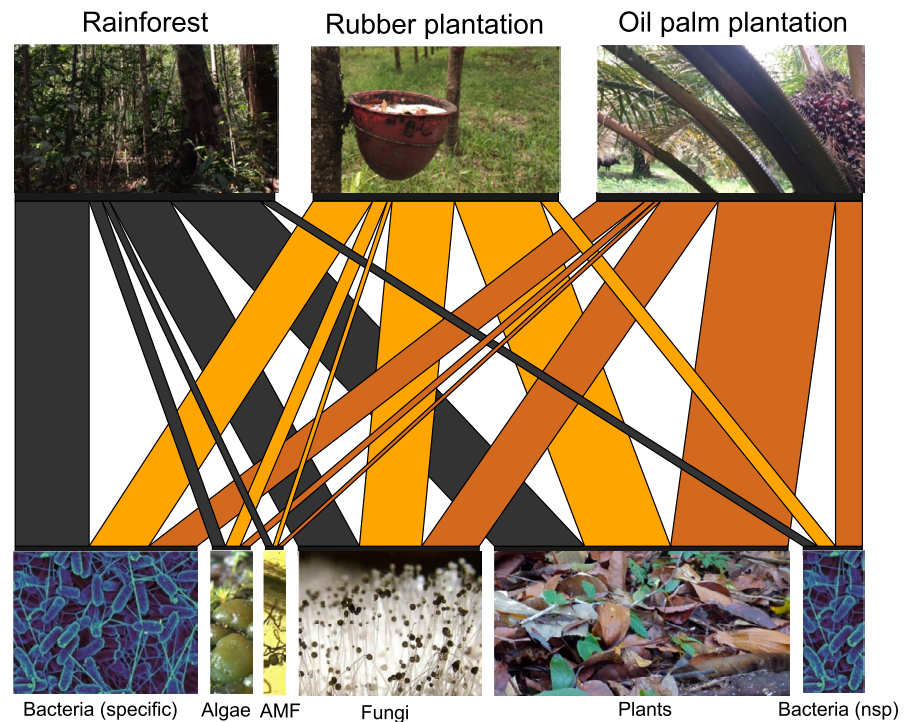 Rainforest
Rubber plantation
Oil palm plantation
Bacteria (specific)
Algae
AMF
Fungi
Plants
Bacteria (nsp)